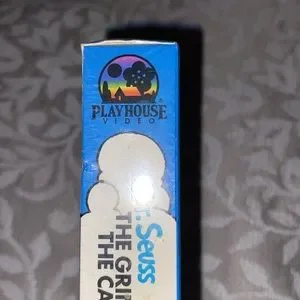 PLAYHOUSE
VIDEO
Dr. Seuss
THE GRIN
THE CA